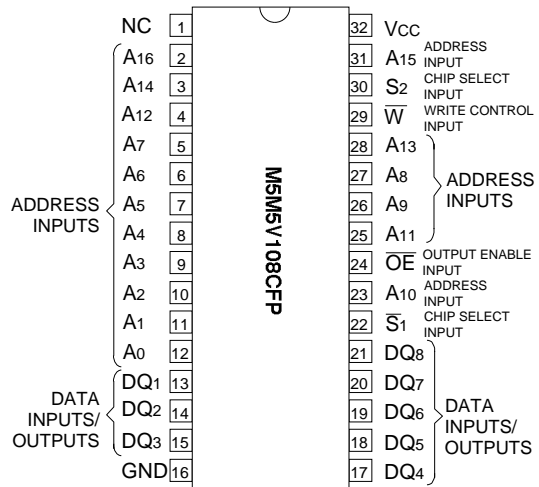 NC 1
A16 2
A14 3
A12 4
A7 5
A6 6
A5 7
A4 8
A3 9
A2 10
A1 11
A0 12
DQ1 13
DQ2 14
DQ3 15
GND 16
ADDRESS
INPUTS
DATA
INPUTS/
OUTPUTS
M5M5V108CFP
32 VCC
31 A15 ADDRESS
INPUT
30 S2 CHIP SELECT
INPUT
29 W̅ WRITE CONTROL
INPUT
28 A13
27 A8
26 A9
25 A11
ADDRESS
INPUTS
24 O̅E̅ OUTPUT ENABLE
INPUT
23 A10 ADDRESS
INPUT
22 S̅1 CHIP SELECT
INPUT
21 DQ8
20 DQ7
19 DQ6
18 DQ5
17 DQ4
DATA
INPUTS/
OUTPUTS